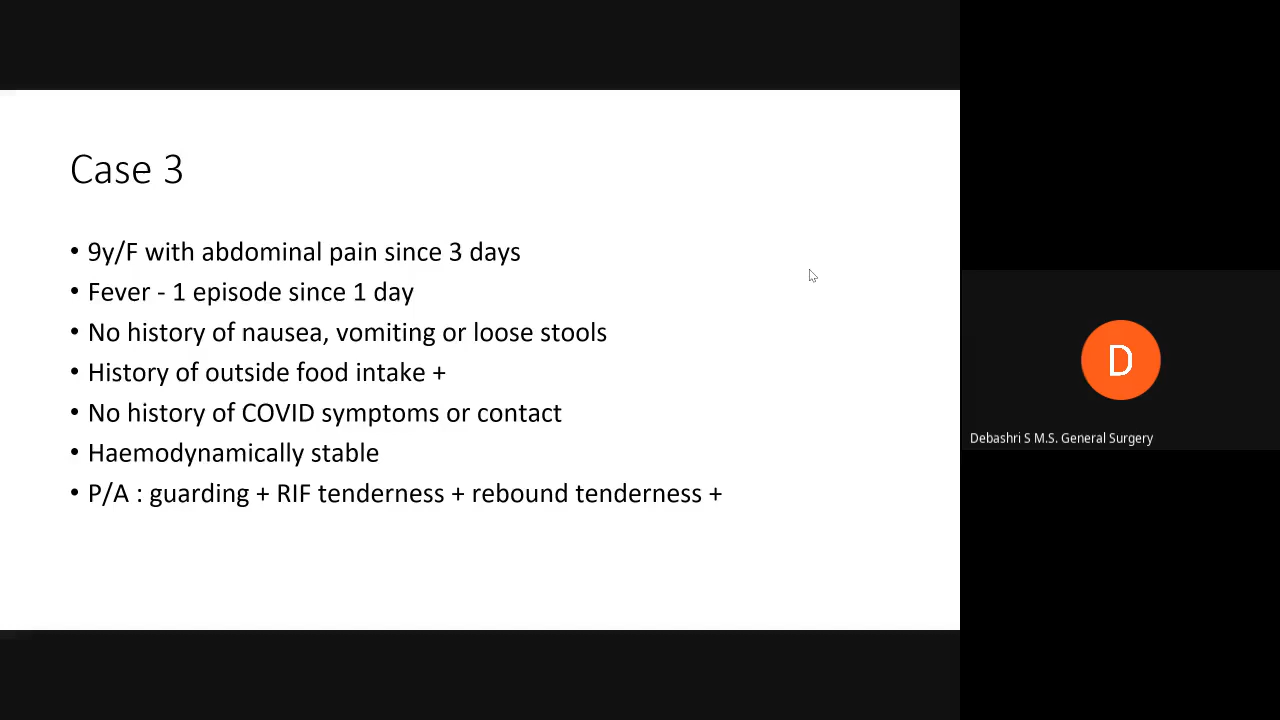 Case 3
• 9y/F with abdominal pain since 3 days
• Fever - 1 episode since 1 day
• No history of nausea, vomiting or loose stools
• History of outside food intake +
• No history of COVID symptoms or contact
• Haemodynamically stable
• P/A : guarding + RIF tenderness + rebound tenderness +
D
Debashri S M.S. General Surgery